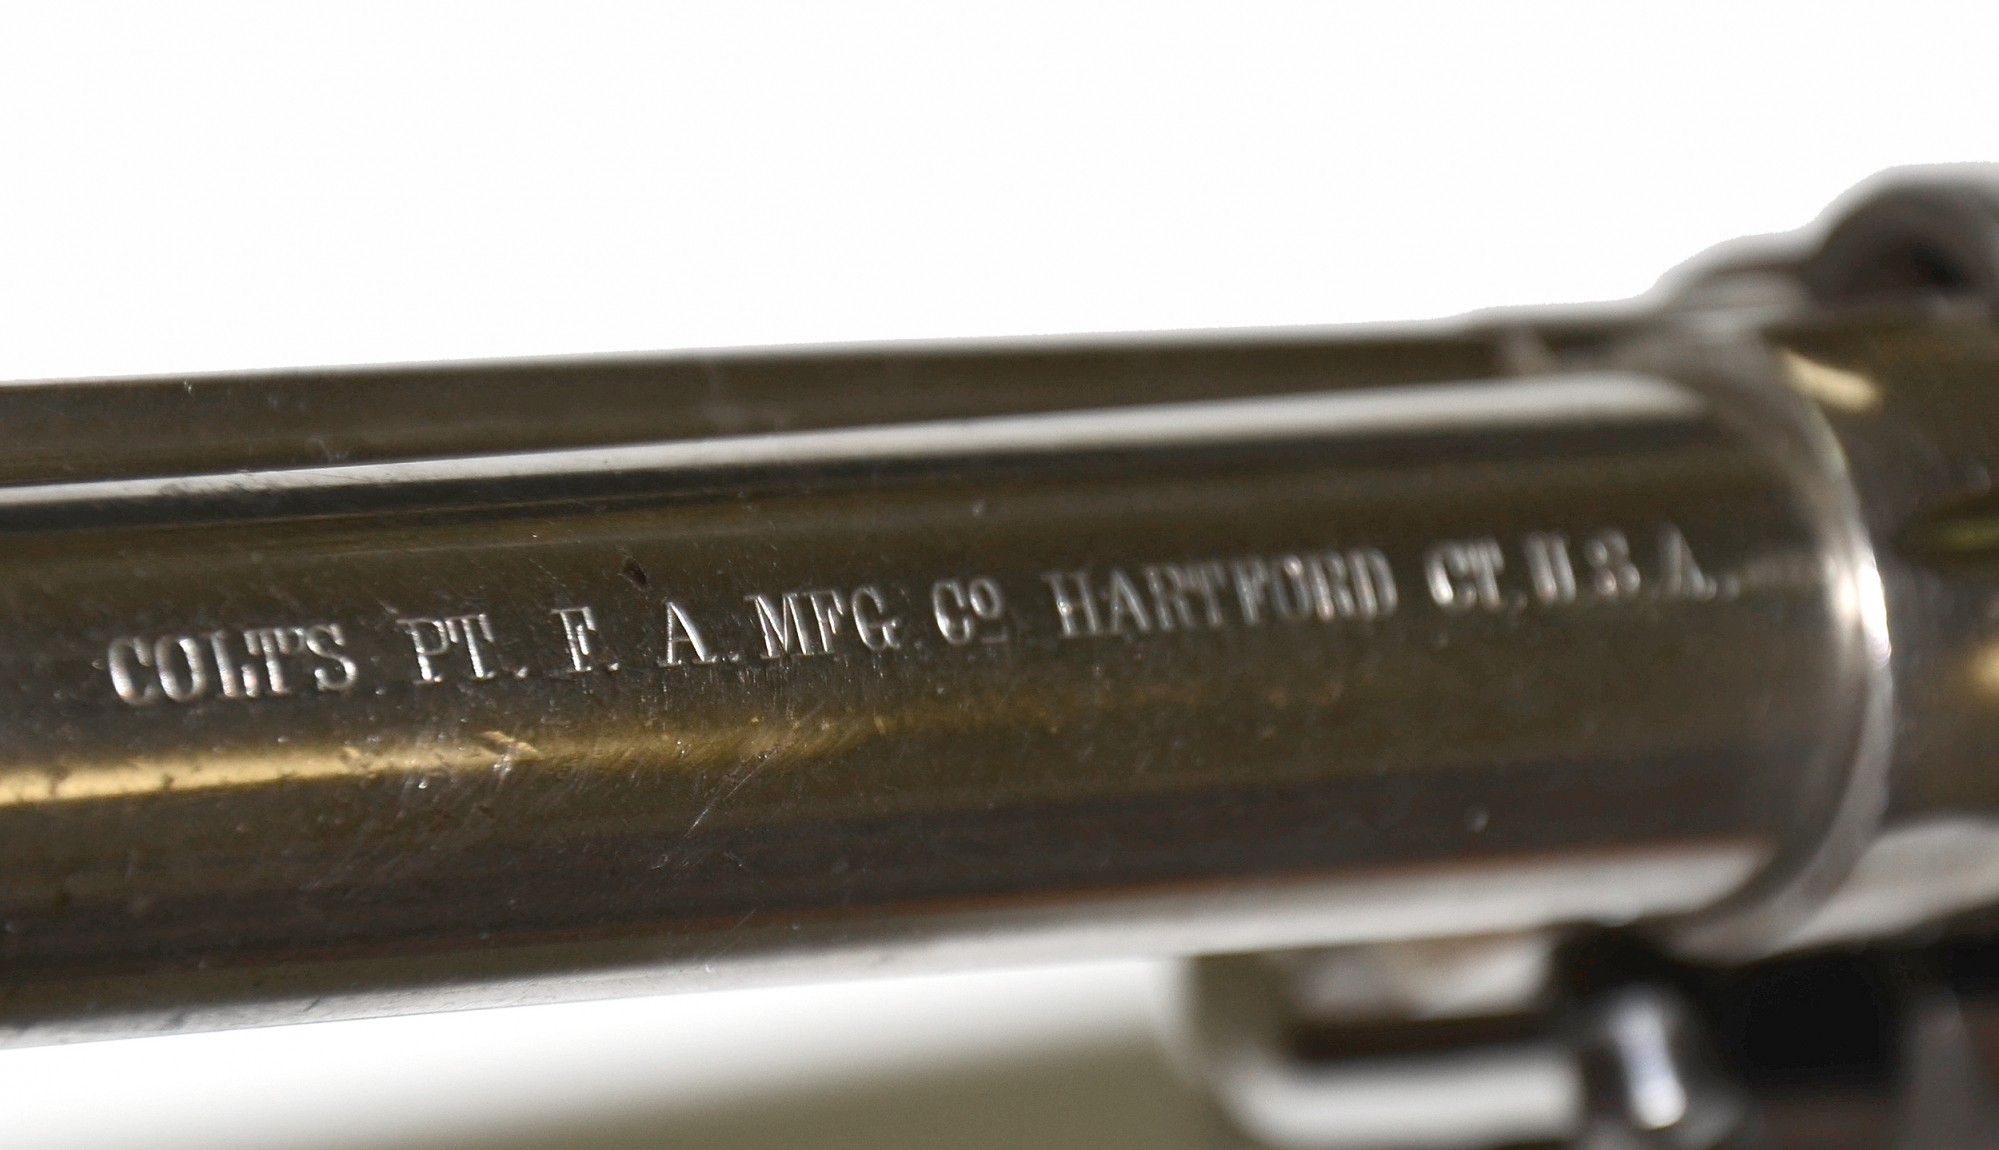 COLT'S PT. F. A. MFG. Cº HARTFORD CT. U.S.A.